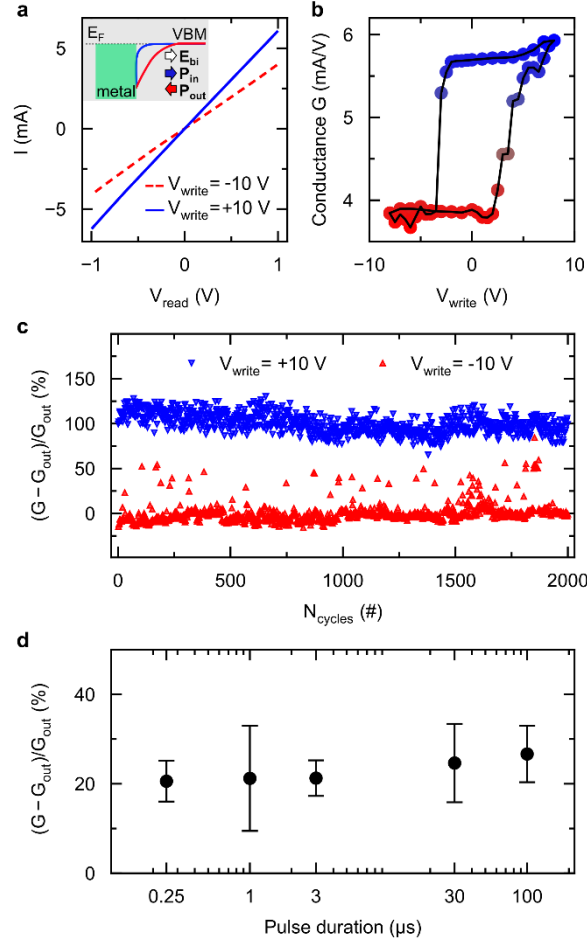 a
E_F
VBM
E_bi
P_in
P_out
metal
5
0
−5
I (mA)
V_write = -10 V
V_write = +10 V
−1
0
1
V_read (V)
b
Conductance G (mA/V)
6
5
4
−10
0
10
V_write (V)
c
V_write = +10 V
V_write = -10 V
(G−G_out)/G_out (%)
150
100
50
0
0
500
1000
1500
2000
N_cycles (#)
d
(G−G_out)/G_out (%)
40
20
0
0.25
1
3
30
100
Pulse duration (µs)